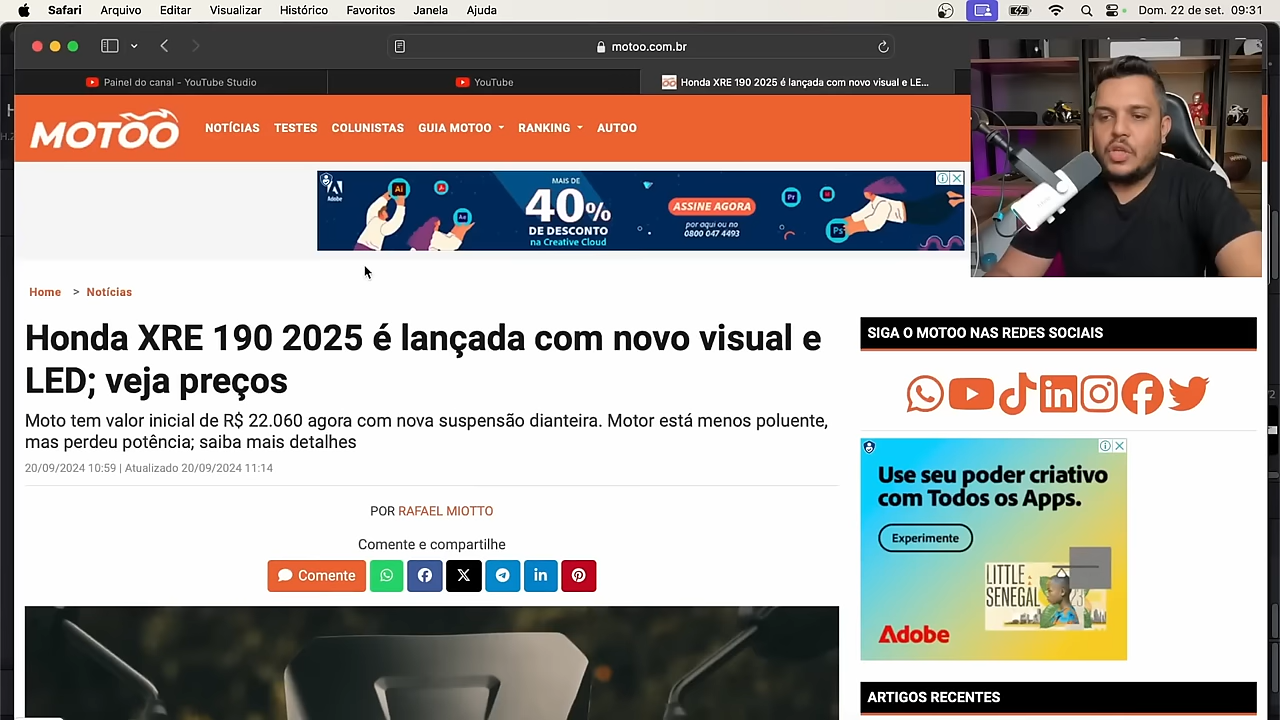 Safari Arquivo Editar Visualizar Histórico Favoritos Janela Ajuda Dom. 22 de set. 09:31
motoo.com.br
Painel do canal - YouTube Studio YouTube Honda XRE 190 2025 é lançada com novo visual e LE...
MOTOO NOTÍCIAS TESTES COLUNISTAS GUIA MOTOO RANKING AUTOO
Adobe
Ai
Ae
MAIS DE
40%
DE DESCONTO
na Creative Cloud
ASSINE AGORA
por aqui ou no
0800 047 4493
Pr
Ps
Home > Notícias
Honda XRE 190 2025 é lançada com novo visual e
LED; veja preços
Moto tem valor inicial de R$ 22.060 agora com nova suspensão dianteira. Motor está menos poluente,
mas perdeu potência; saiba mais detalhes
20/09/2024 10:59 | Atualizado 20/09/2024 11:14
POR RAFAEL MIOTTO
Comente e compartilhe
Comente
SIGA O MOTOO NAS REDES SOCIAIS
Use seu poder criativo
com Todos os Apps.
Experimente
LITTLE
SENEGAL
Adobe
ARTIGOS RECENTES